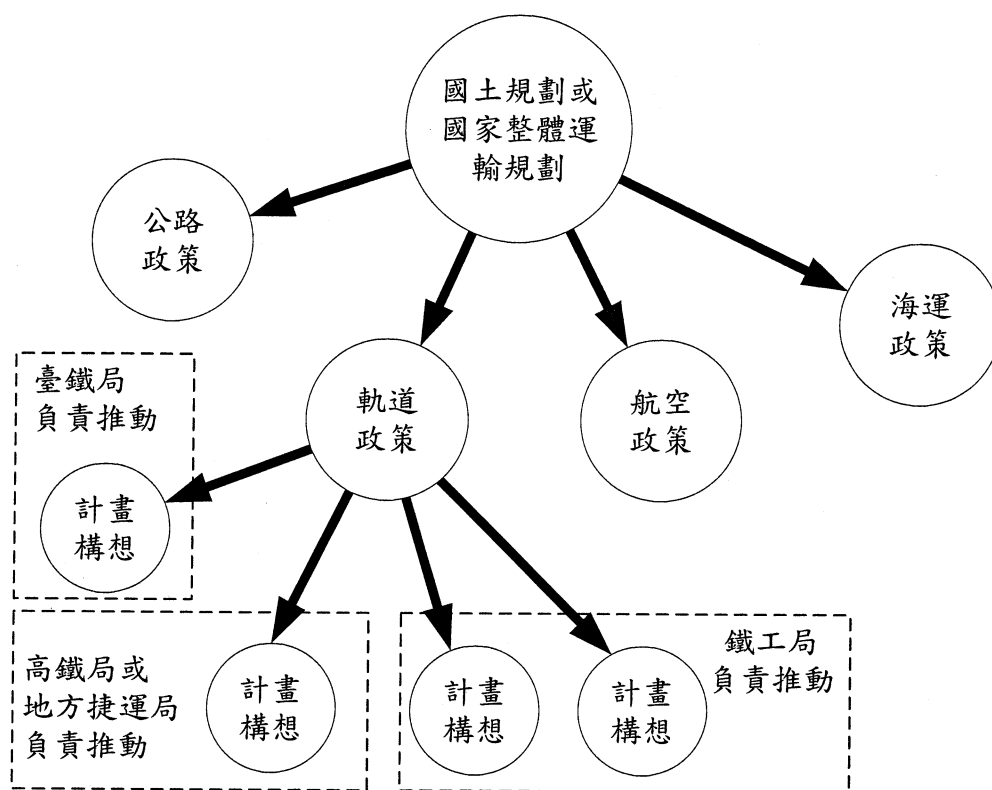 國土規劃或
國家整體運
輸規劃
公路
政策
海運
政策
軌道
政策
航空
政策
臺鐵局
負責推動
計畫
構想
高鐵局或
地方捷運局
負責推動
計畫
構想
計畫
構想
計畫
構想
鐵工局
負責推動